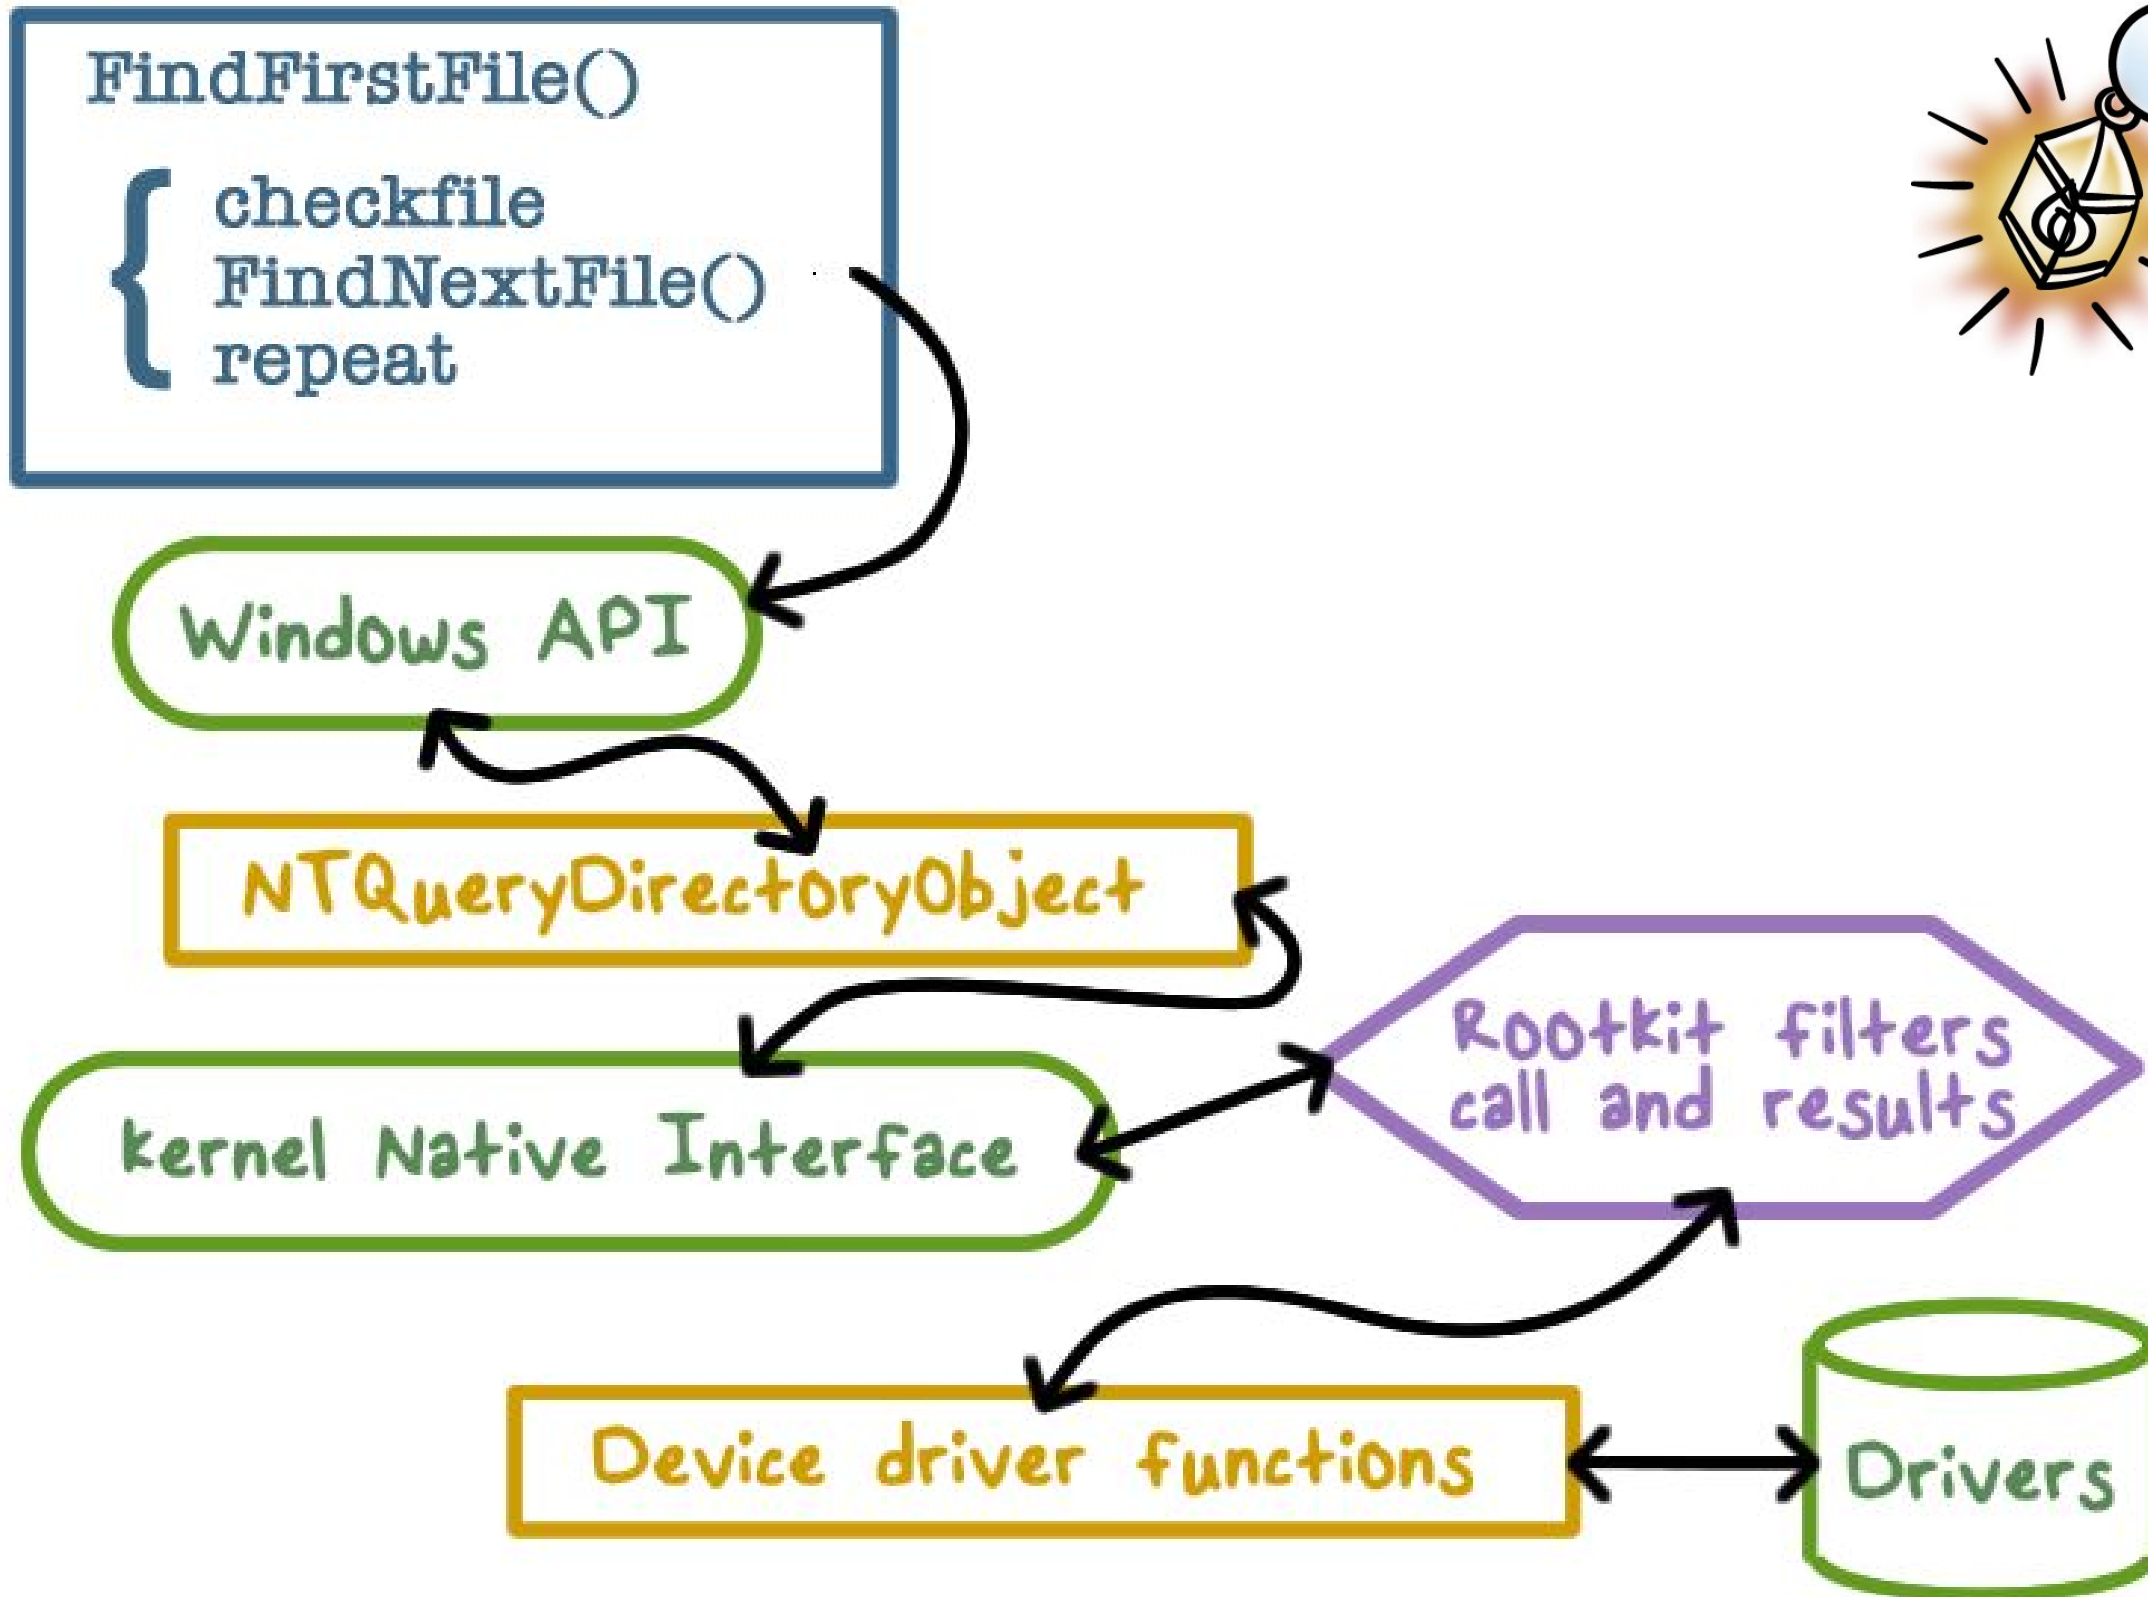 FindFirstFile()
checkfile
FindNextFile()
repeat
Windows API
NTQueryDirectoryObject
Rootkit filters
call and results
Kernel Native Interface
Device driver functions
Drivers